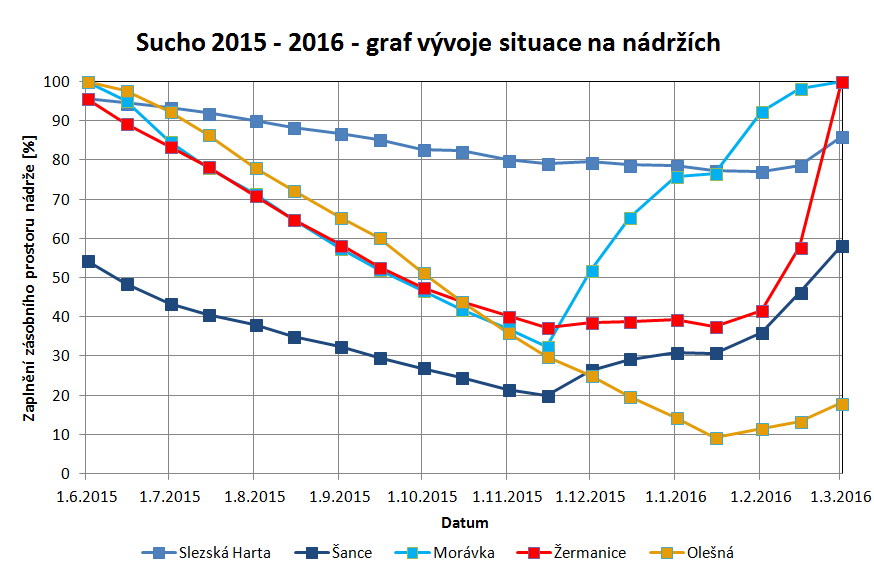 Sucho 2015 - 2016 - graf vývoje situace na nádržích
Zaplnění zásobního prostoru nádrže [%]
100
90
80
70
60
50
40
30
20
10
0
1.6.2015 1.7.2015 1.8.2015 1.9.2015 1.10.2015 1.11.2015 1.12.2015 1.1.2016 1.2.2016 1.3.2016
Datum
Slezská Harta Šance Morávka Žermanice Olešná